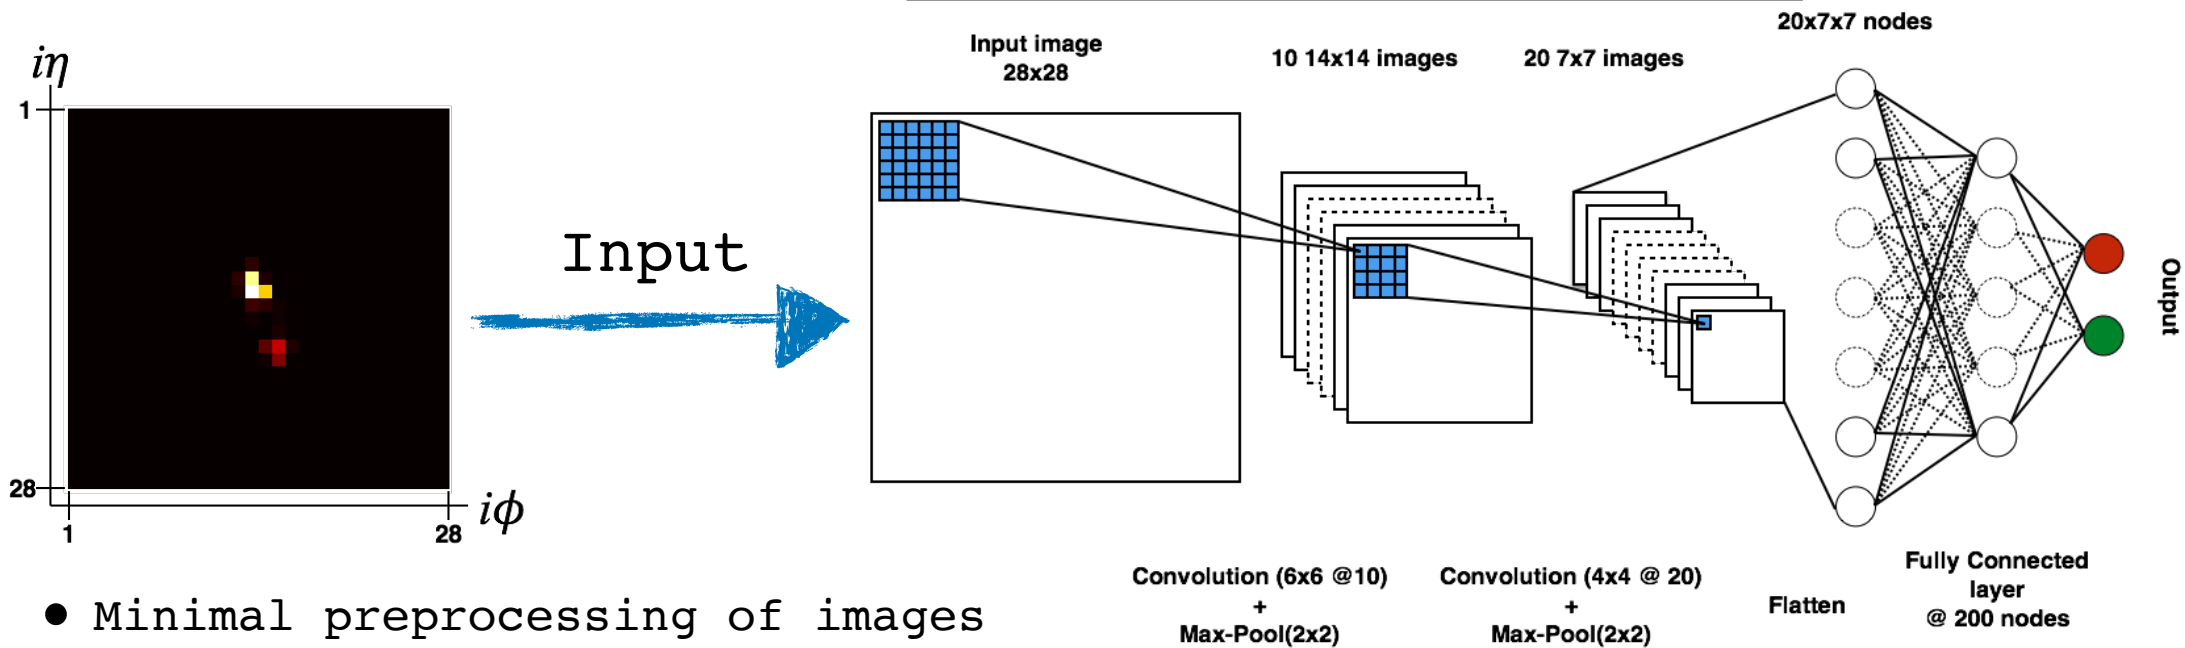 iη
1
28
1
28
iϕ
Input
Input image
28x28
10 14x14 images
20 7x7 images
20x7x7 nodes
Output
Convolution (6x6 @10)
+
Max-Pool(2x2)
Convolution (4x4 @ 20)
+
Max-Pool(2x2)
Flatten
Fully Connected
layer
@ 200 nodes
● Minimal preprocessing of images